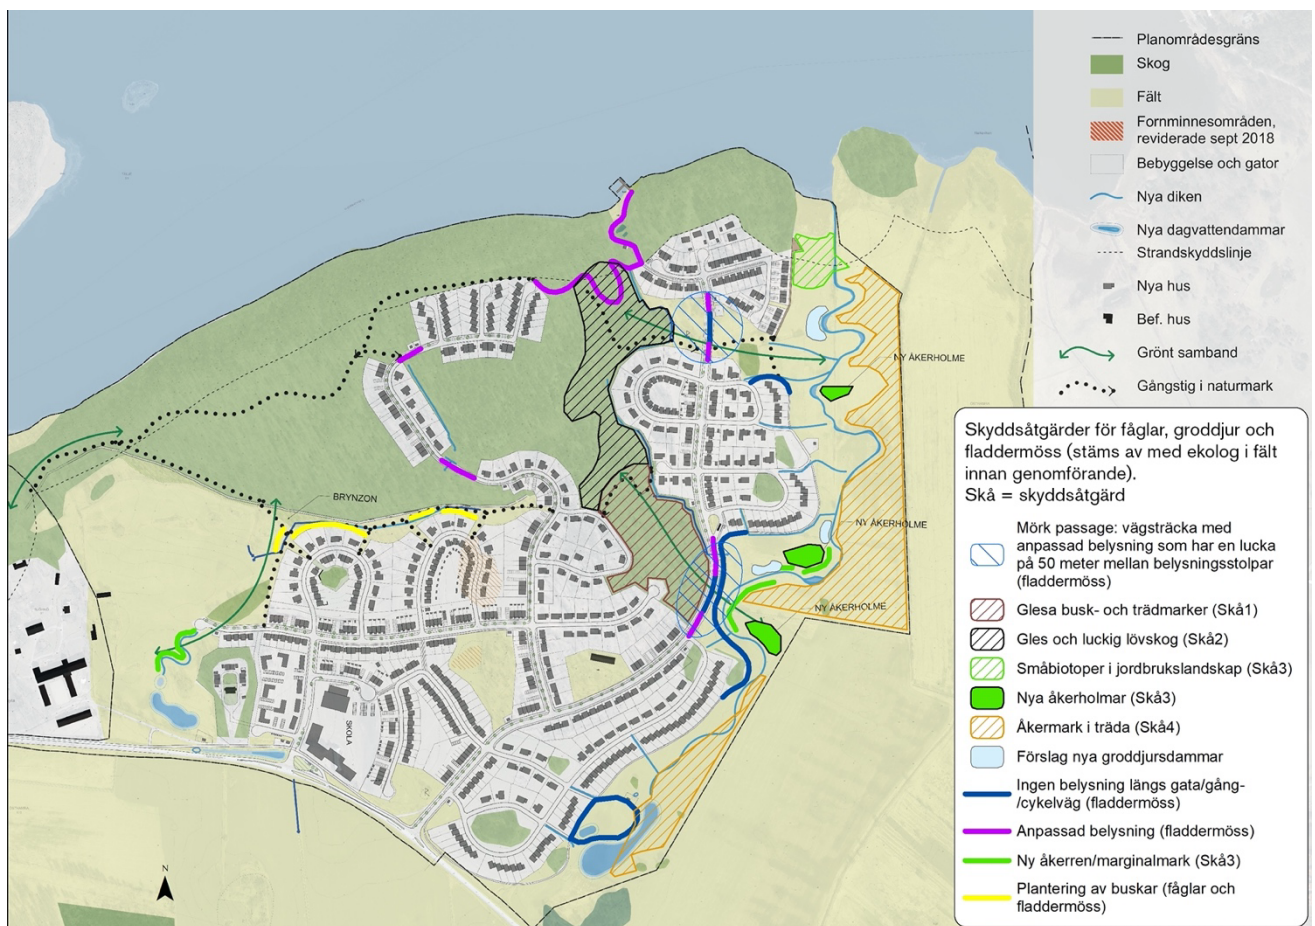 Planområdesgräns
Skog
Fält
Fornminnesområden,
reviderade sept 2018
Bebyggelse och gator
Nya diken
Nya dagvattendammar
Strandskyddslinje
Nya hus
Bef. hus
Grönt samband
Gångstig i naturmark
Skyddsåtgärder för fåglar, groddjur och
fladdermöss (stäms av med ekolog i fält
innan genomförande).
Skå = skyddsåtgärd
Mörk passage: vägsträcka med
anpassad belysning som har en lucka
på 50 meter mellan belysningsstolpar
(fladdermöss)
Glesa busk- och trädmarker (Skå1)
Gles och luckig lövskog (Skå2)
Småbiotoper i jordbrukslandskap (Skå3)
Nya åkerholmar (Skå3)
Åkermark i träda (Skå4)
Förslag nya groddjursdammar
Ingen belysning längs gata/gång-
/cykelväg (fladdermöss)
Anpassad belysning (fladdermöss)
Ny åkerren/marginalmark (Skå3)
Plantering av buskar (fåglar och
fladdermöss)
NY ÅKERHOLME
BRYNZON
NY ÅKERHOLME
NY ÅKERHOLME
SKOLA
N